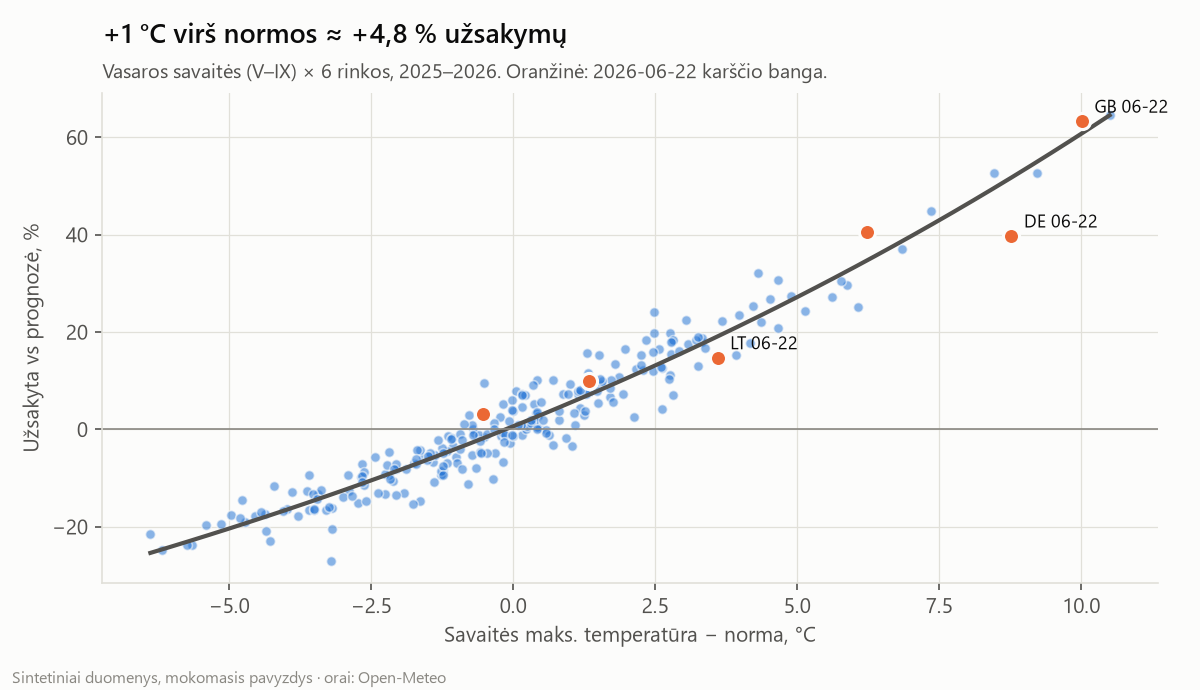 +1 °C virš normos ≈ +4,8 % užsakymų
Vasaros savaitės (V–IX) × 6 rinkos, 2025–2026. Oranžinė: 2026-06-22 karščio banga.
GB 06-22
60
DE 06-22
40
20
LT 06-22
0
−20
Užsakyta vs prognozė, %
−5.0 −2.5 0.0 2.5 5.0 7.5 10.0
Savaitės maks. temperatūra − norma, °C
Sintetiniai duomenys, mokomasis pavyzdys · orai: Open-Meteo